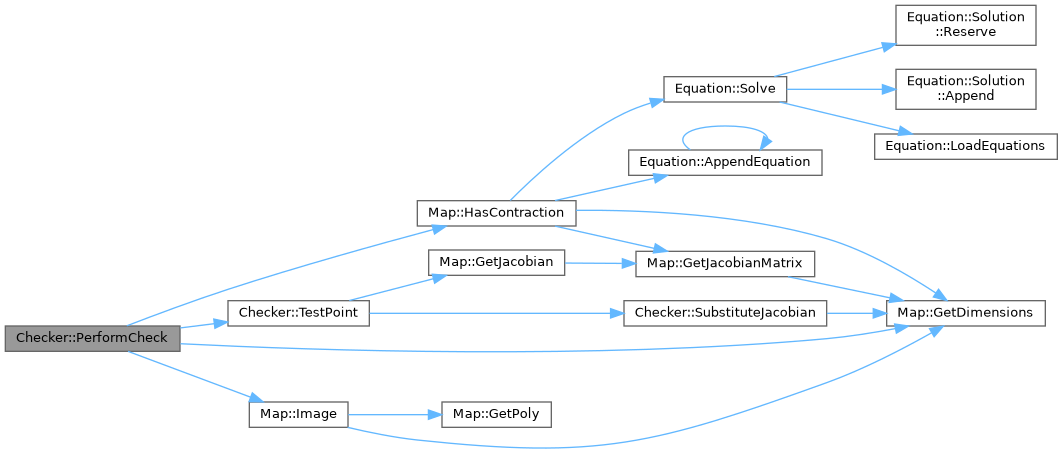 Equation::Solution
::Reserve
Equation::Solve
Equation::Solution
::Append
Equation::LoadEquations
Equation::AppendEquation
Map::HasContraction
Map::GetJacobian
Map::GetJacobianMatrix
Checker::TestPoint
Checker::SubstituteJacobian
Map::GetDimensions
Checker::PerformCheck
Map::Image
Map::GetPoly